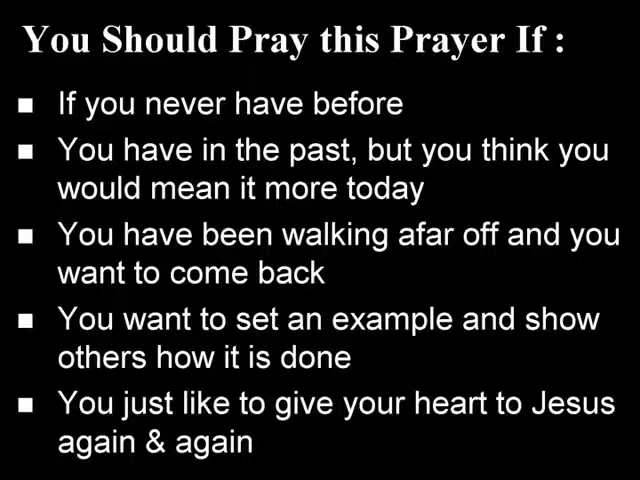 You Should Pray this Prayer If :
■ If you never have before
■ You have in the past, but you think you
would mean it more today
■ You have been walking afar off and you
want to come back
■ You want to set an example and show
others how it is done
■ You just like to give your heart to Jesus
again & again